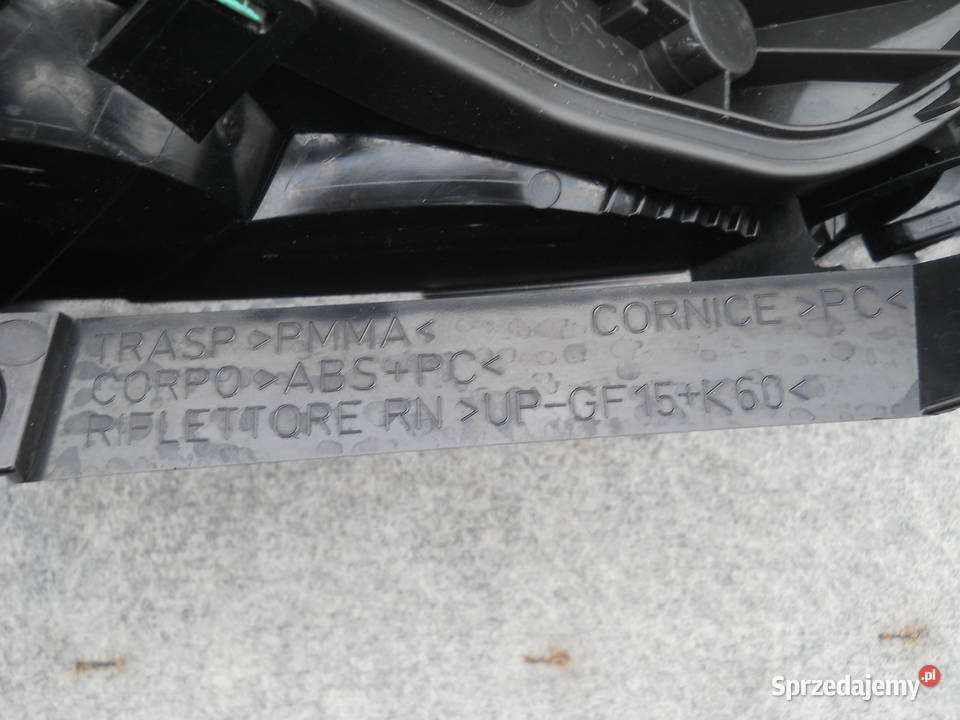 TRASP >PMMA< CORNICE >PC<
CORPO >ABS+PC<
RIFLETTORE RN >UP-GF15+K60<
Sprzedajemy.pl